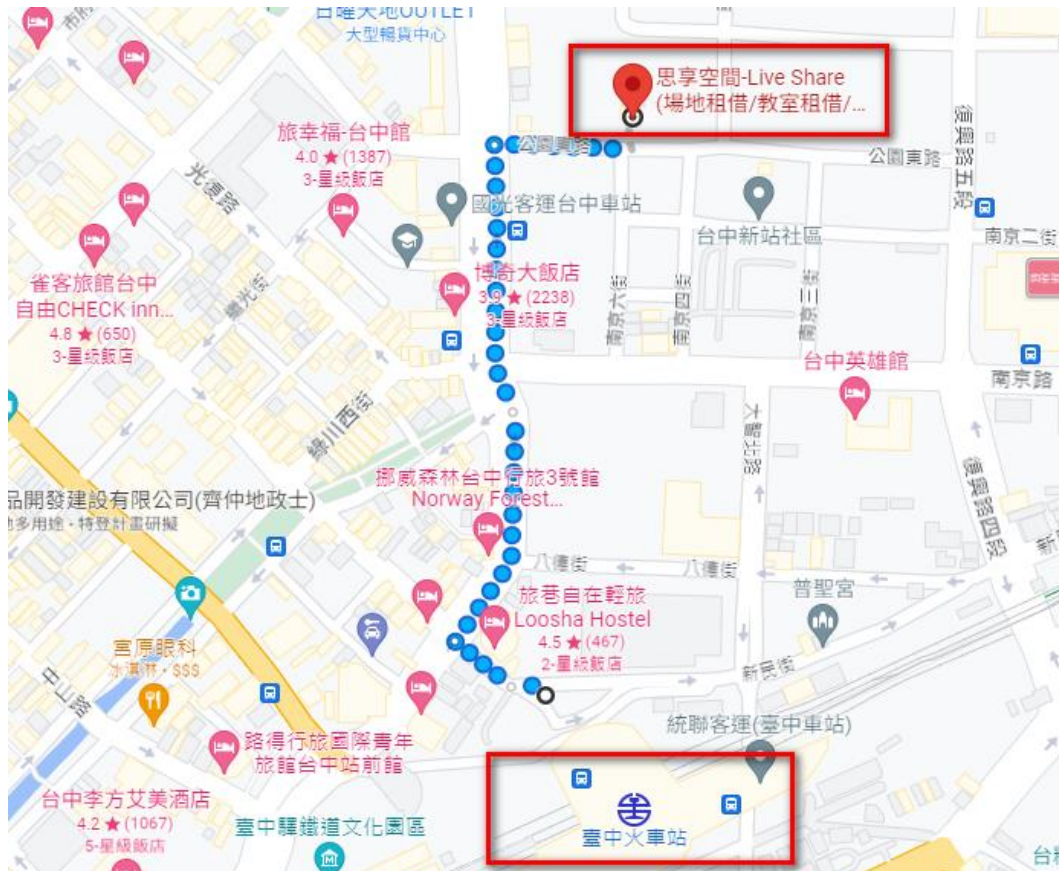 日曜天地OUTLET
大型暢貨中心
思享空間-Live Share
(場地租借/教室租借/...
復興路五段
旅幸福-台中館
4.0 ★ (1387)
3-星級飯店
公園東路
公園東路
光復路
國光客運台中車站
台中新站社區
南京二街
雀客旅館台中
自由CHECK inn...
4.8 ★ (650)
3-星級飯店
繼光街
博奇大飯店
3.9 ★ (2238)
3-星級飯店
南京六街
南京四街
南京三街
台中英雄館
南京路
綠川西街
大智北路
挪威森林台中行旅3號館
Norway Forest...
復興路四段
品開發建設有限公司(齊仲地政士)
地多用途・特登計畫研擬
八德街
八德街
普聖宮
旅巷自在輕旅
Loosha Hostel
4.5 ★ (467)
2-星級飯店
宮原眼科
冰淇淋・$$$
中山路
新民街
統聯客運(臺中車站)
路得行旅國際青年
旅館台中站前館
台中李方艾美酒店
4.2 ★ (1067)
5-星級飯店
臺中驛鐵道文化園區
臺中火車站